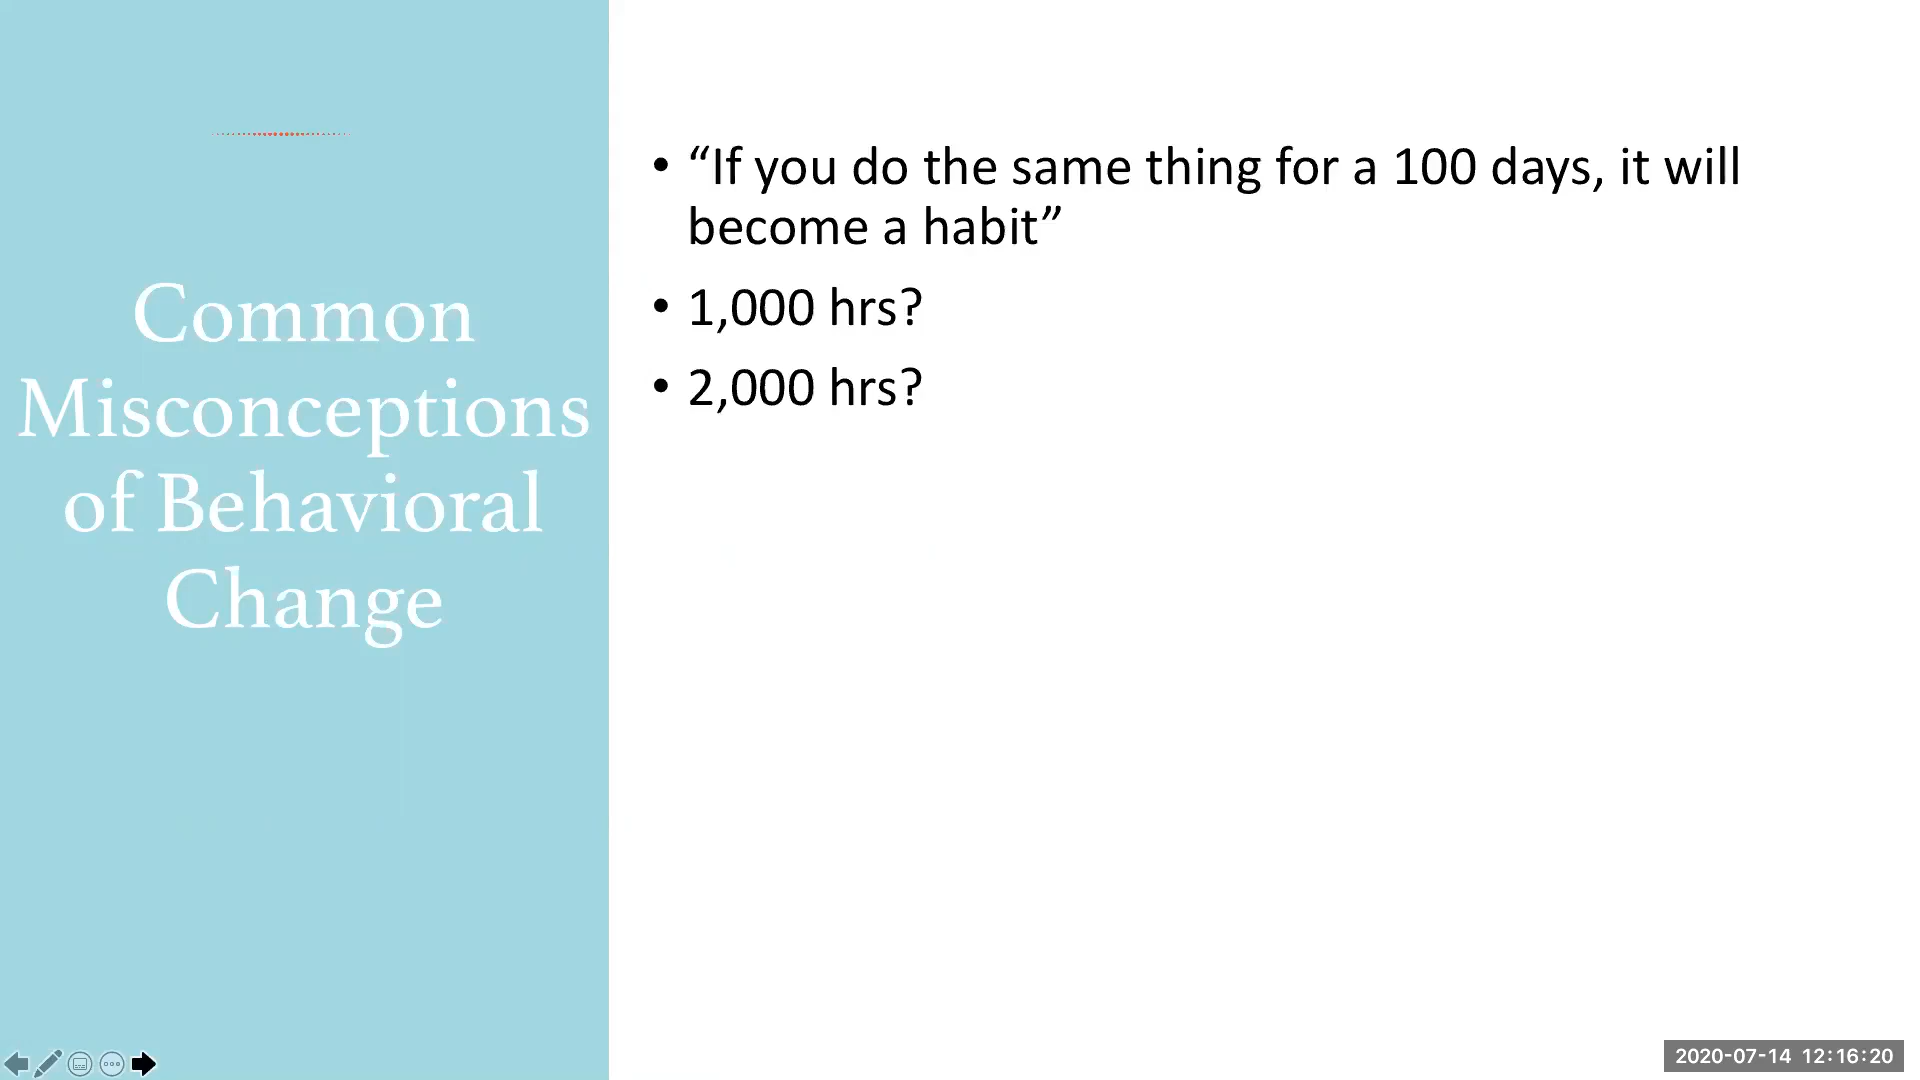 Common
Misconceptions
of Behavioral
Change
• “If you do the same thing for a 100 days, it will
become a habit”
• 1,000 hrs?
• 2,000 hrs?
2020-07-14 12:16:20